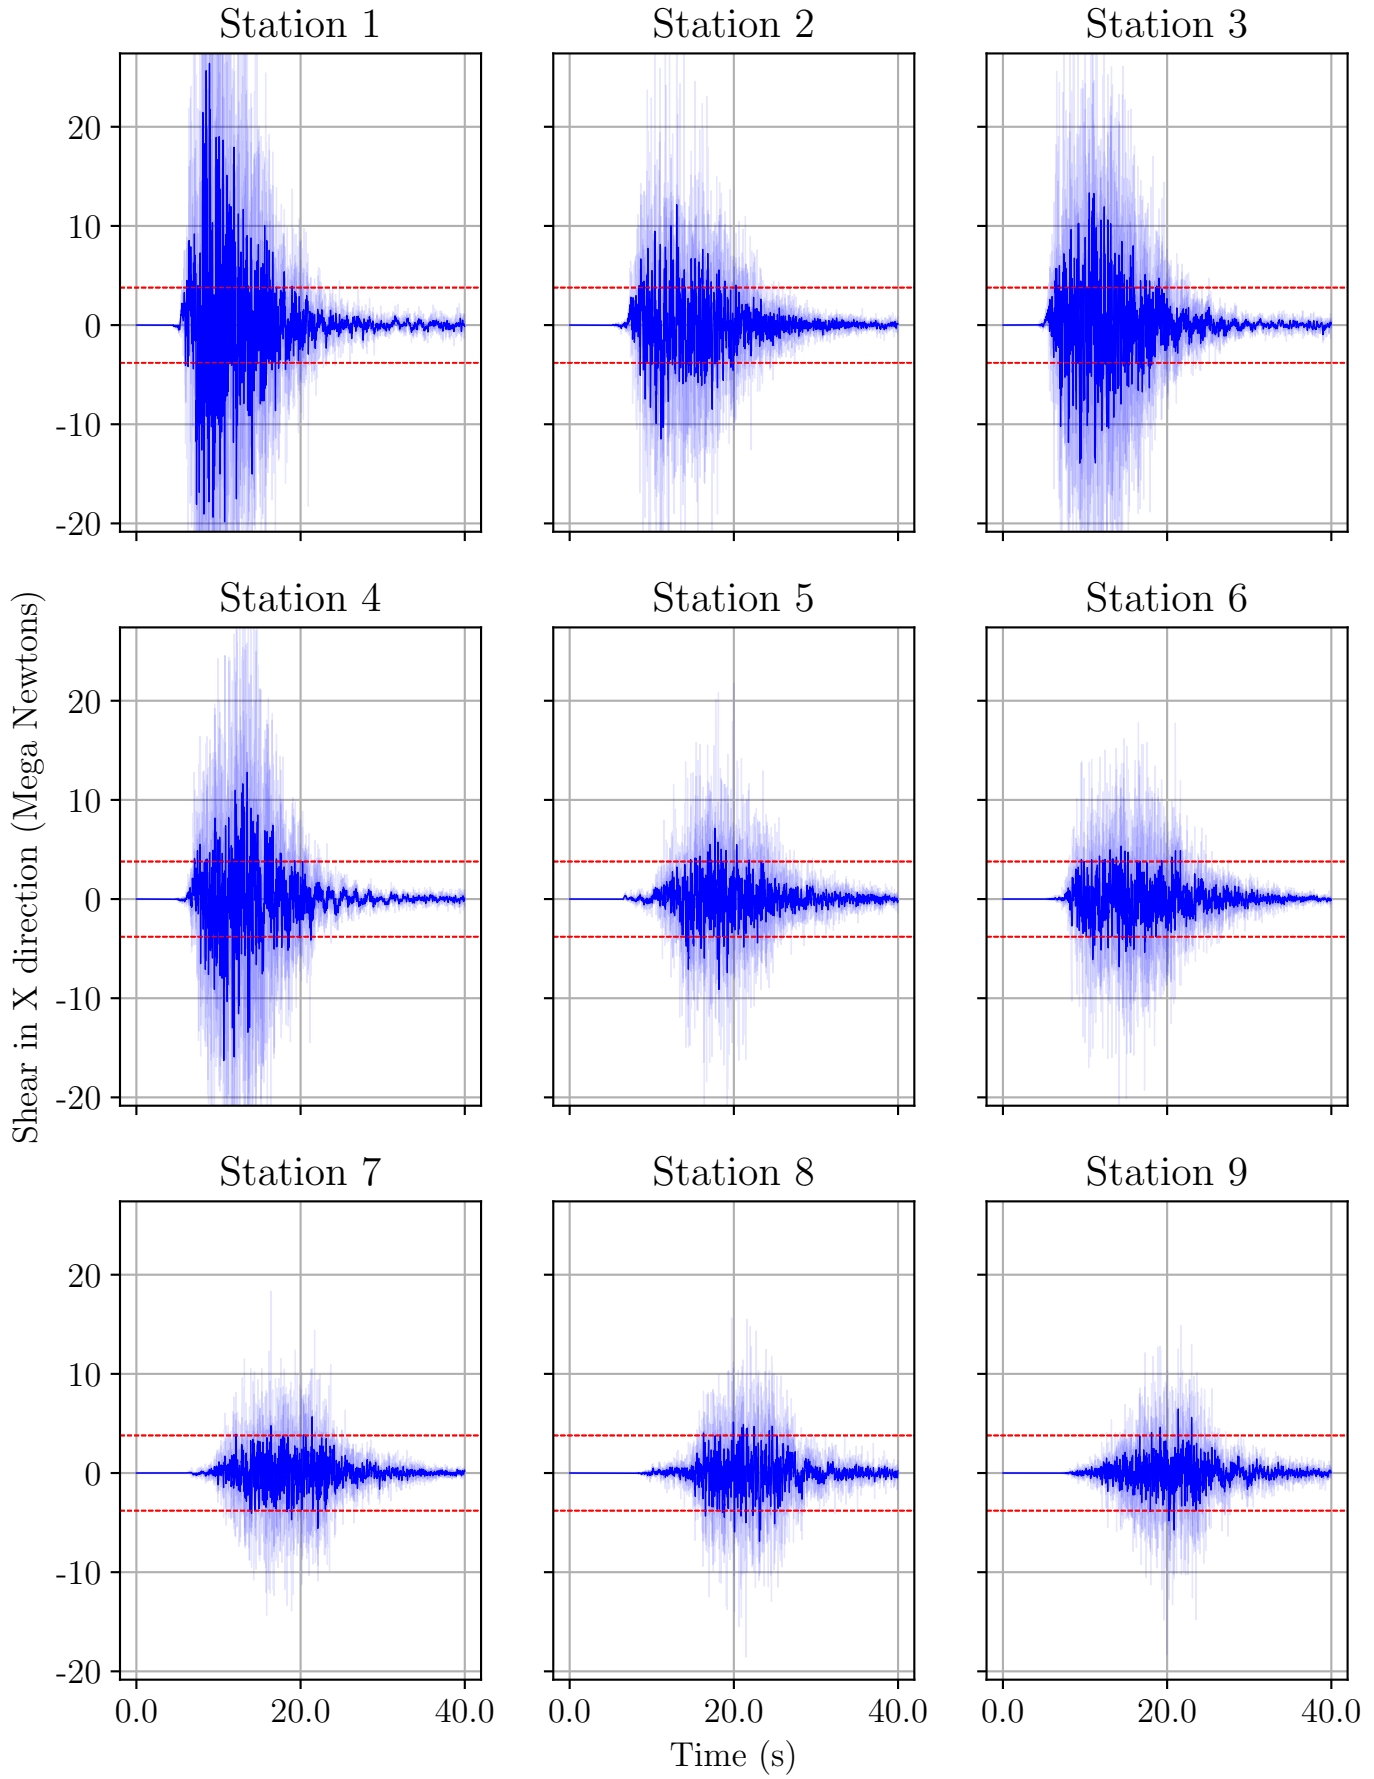 Station 1
Station 2
Station 3
20
10
0
-10
-20
Station 4
Station 5
Station 6
Shear in X direction (Mega Newtons)
20
10
0
-10
-20
Station 7
Station 8
Station 9
20
10
0
-10
-20
0.0 20.0 40.0
0.0 20.0 40.0
0.0 20.0 40.0
Time (s)